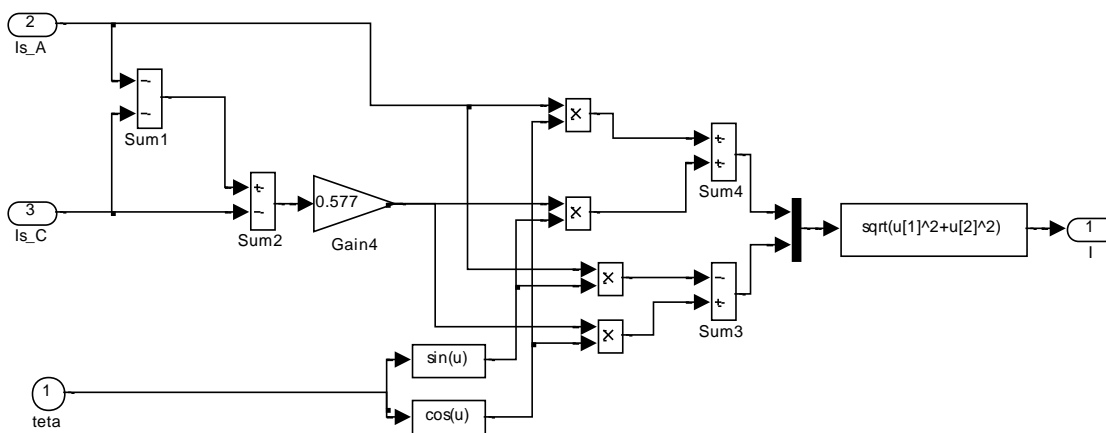 2
Is_A
−
−
Sum1
3
Is_C
+
−
Sum2
0.577
Gain4
×
×
×
×
+
+
Sum4
−
+
Sum3
sqrt(u[1]^2+u[2]^2)
1
I
sin(u)
cos(u)
1
teta